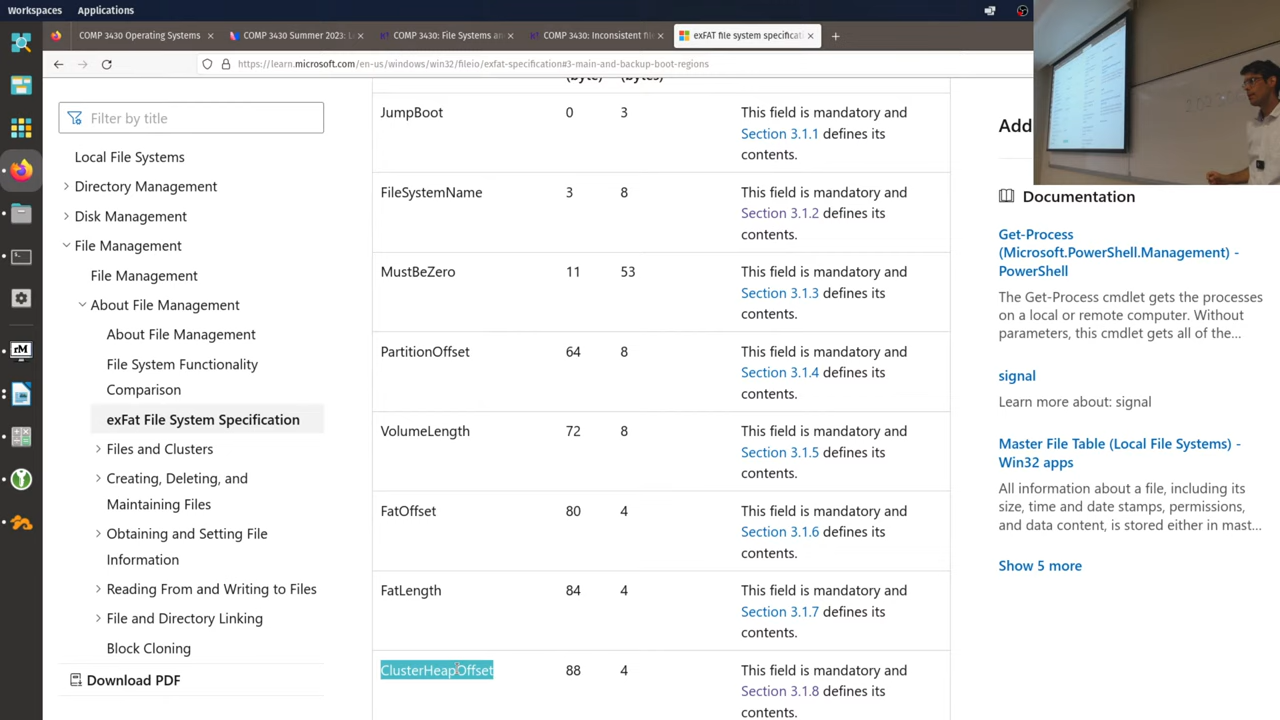 Workspaces Applications
COMP 3430 Operating Systems
COMP 3430 Summer 2023: L
COMP 3430: File Systems an
COMP 3430: Inconsistent fil
exFAT file system specificati
https://learn.microsoft.com/en-us/windows/win32/fileio/exfat-specification#3-main-and-backup-boot-regions
Filter by title
Local File Systems
Directory Management
Disk Management
File Management
File Management
About File Management
About File Management
File System Functionality
Comparison
exFat File System Specification
Files and Clusters
Creating, Deleting, and
Maintaining Files
Obtaining and Setting File
Information
Reading From and Writing to Files
File and Directory Linking
Block Cloning
Download PDF
(byte) (bytes)
JumpBoot 0 3 This field is mandatory and
Section 3.1.1 defines its
contents.
FileSystemName 3 8 This field is mandatory and
Section 3.1.2 defines its
contents.
MustBeZero 11 53 This field is mandatory and
Section 3.1.3 defines its
contents.
PartitionOffset 64 8 This field is mandatory and
Section 3.1.4 defines its
contents.
VolumeLength 72 8 This field is mandatory and
Section 3.1.5 defines its
contents.
FatOffset 80 4 This field is mandatory and
Section 3.1.6 defines its
contents.
FatLength 84 4 This field is mandatory and
Section 3.1.7 defines its
contents.
ClusterHeapOffset 88 4 This field is mandatory and
Section 3.1.8 defines its
contents.
Add
Documentation
Get-Process
(Microsoft.PowerShell.Management) -
PowerShell
The Get-Process cmdlet gets the processes
on a local or remote computer. Without
parameters, this cmdlet gets all of the...
signal
Learn more about: signal
Master File Table (Local File Systems) -
Win32 apps
All information about a file, including its
size, time and date stamps, permissions,
and data content, is stored either in mast...
Show 5 more
rM